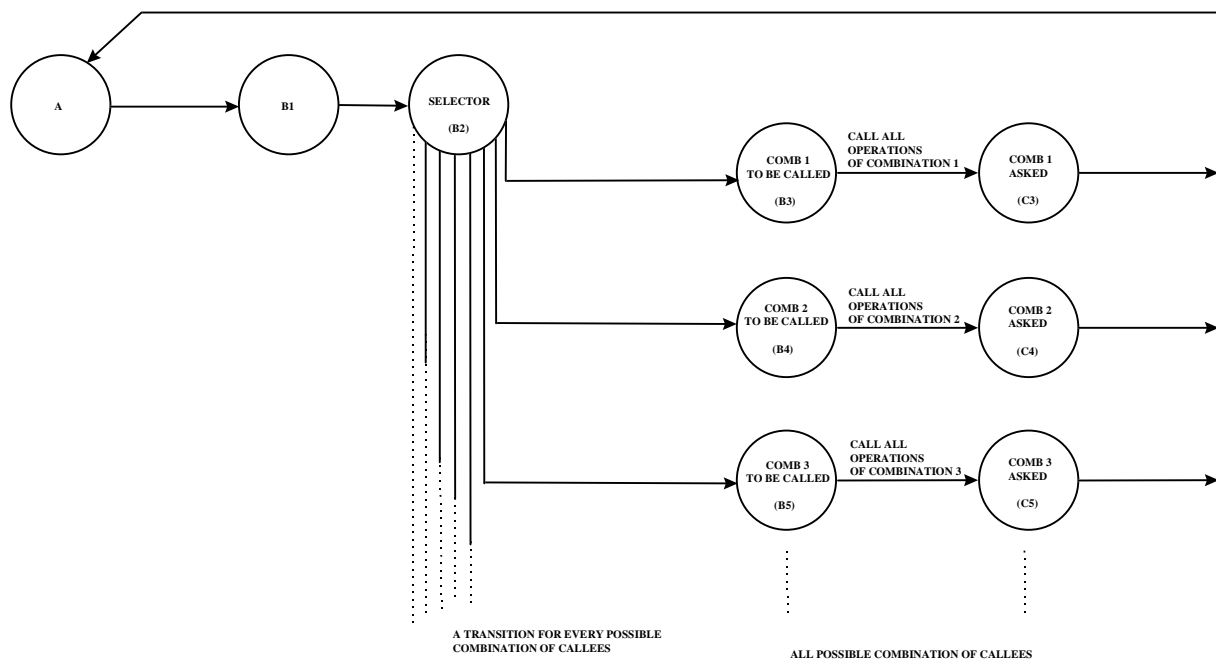 A
B1
SELECTOR
(B2)
COMB 1
TO BE CALLED
(B3)
CALL ALL
OPERATIONS
OF COMBINATION 1
COMB 1
ASKED
(C3)
COMB 2
TO BE CALLED
(B4)
CALL ALL
OPERATIONS
OF COMBINATION 2
COMB 2
ASKED
(C4)
COMB 3
TO BE CALLED
(B5)
CALL ALL
OPERATIONS
OF COMBINATION 3
COMB 3
ASKED
(C5)
A TRANSITION FOR EVERY POSSIBLE
COMBINATION OF CALLEES
ALL POSSIBLE COMBINATION OF CALLEES